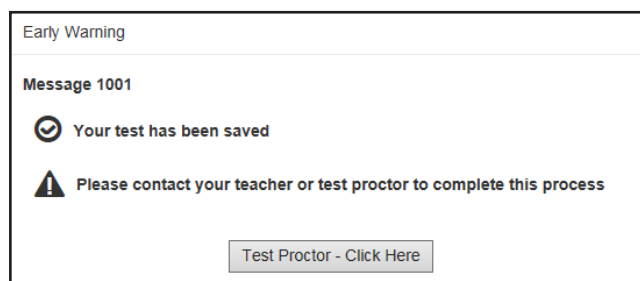 Early Warning
Message 1001
Your test has been saved
Please contact your teacher or test proctor to complete this process
Test Proctor - Click Here